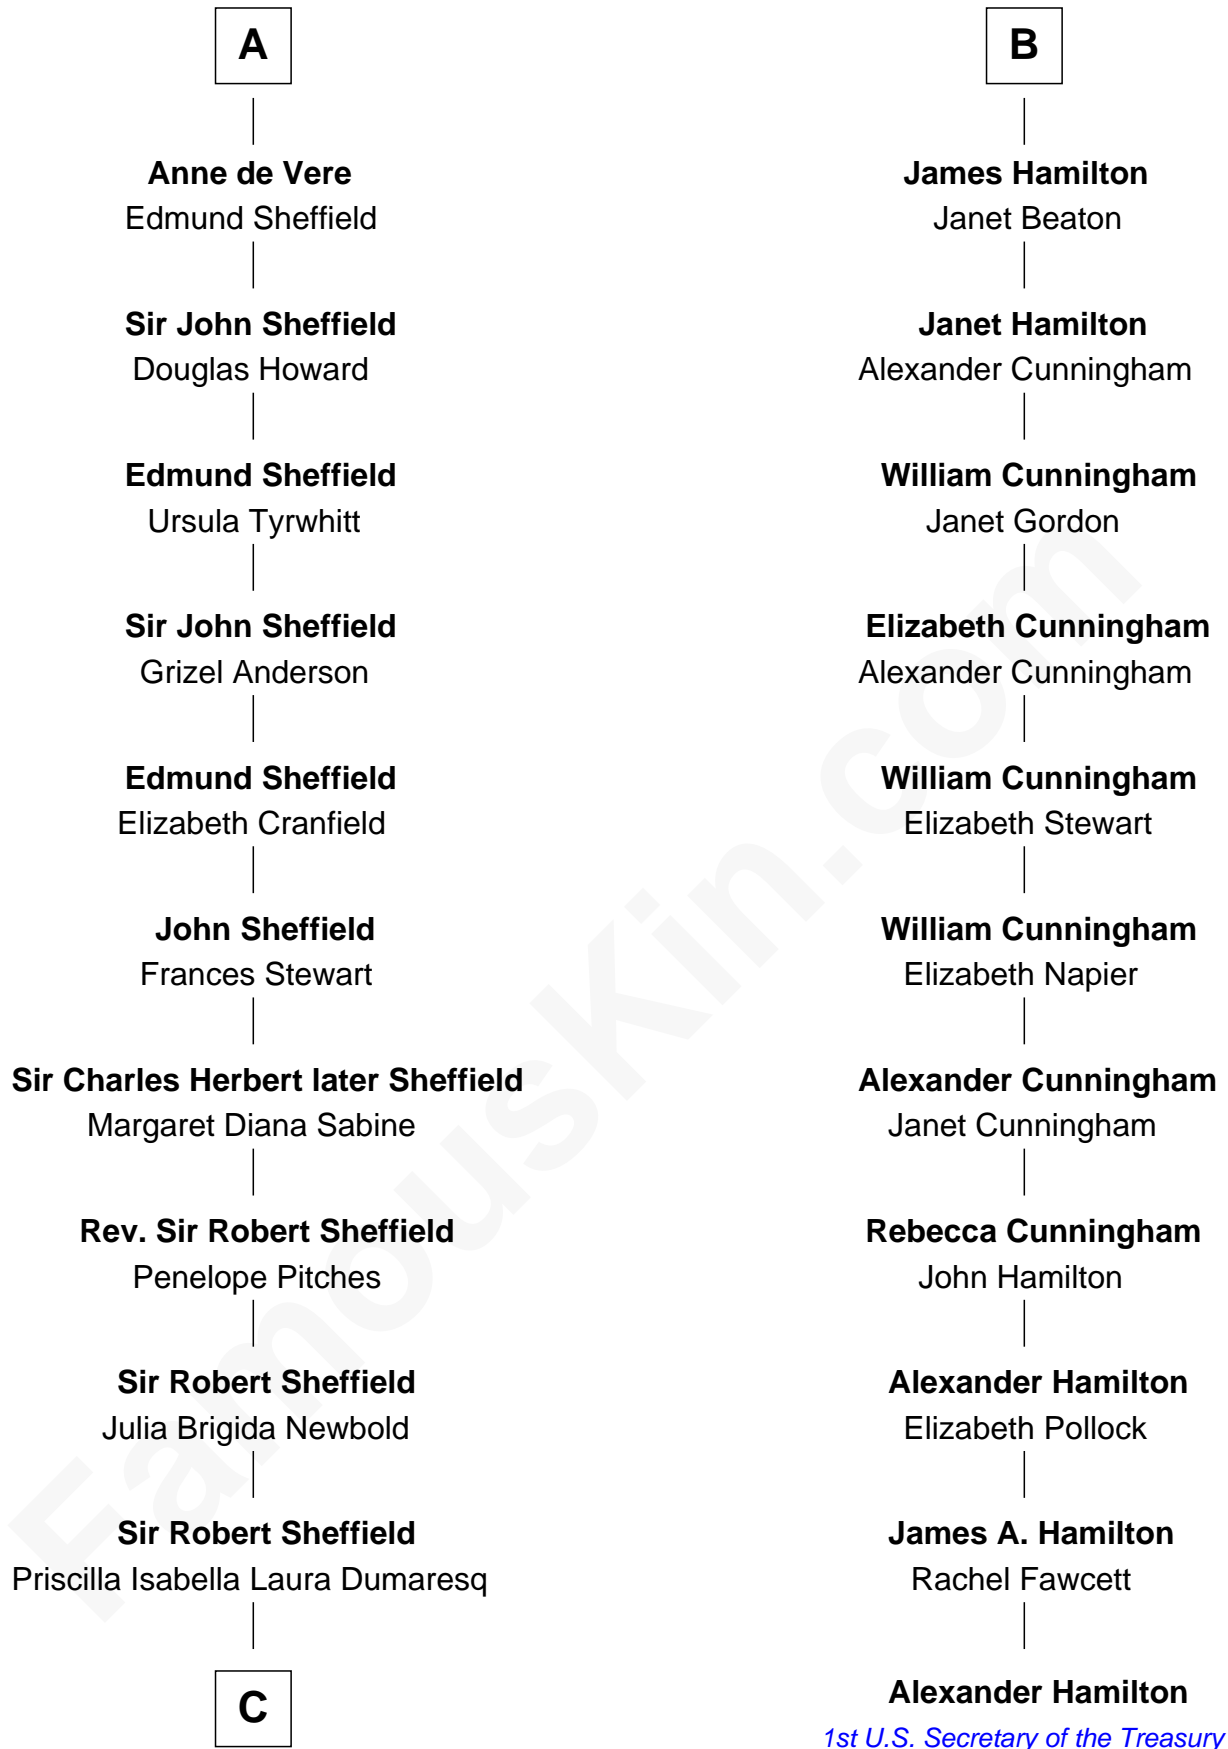 A
Anne de Vere
Edmund Sheffield
Sir John Sheffield
Douglas Howard
Edmund Sheffield
Ursula Tyrwhitt
Sir John Sheffield
Grizel Anderson
Edmund Sheffield
Elizabeth Cranfield
John Sheffield
Frances Stewart
Sir Charles Herbert later Sheffield
Margaret Diana Sabine
Rev. Sir Robert Sheffield
Penelope Pitches
Sir Robert Sheffield
Julia Brigida Newbold
Sir Robert Sheffield
Priscilla Isabella Laura Dumaresq
C
B
James Hamilton
Janet Beaton
Janet Hamilton
Alexander Cunningham
William Cunningham
Janet Gordon
Elizabeth Cunningham
Alexander Cunningham
William Cunningham
Elizabeth Stewart
William Cunningham
Elizabeth Napier
Alexander Cunningham
Janet Cunningham
Rebecca Cunningham
John Hamilton
Alexander Hamilton
Elizabeth Pollock
James A. Hamilton
Rachel Fawcett
Alexander Hamilton
1st U.S. Secretary of the Treasury
FamousKin.com